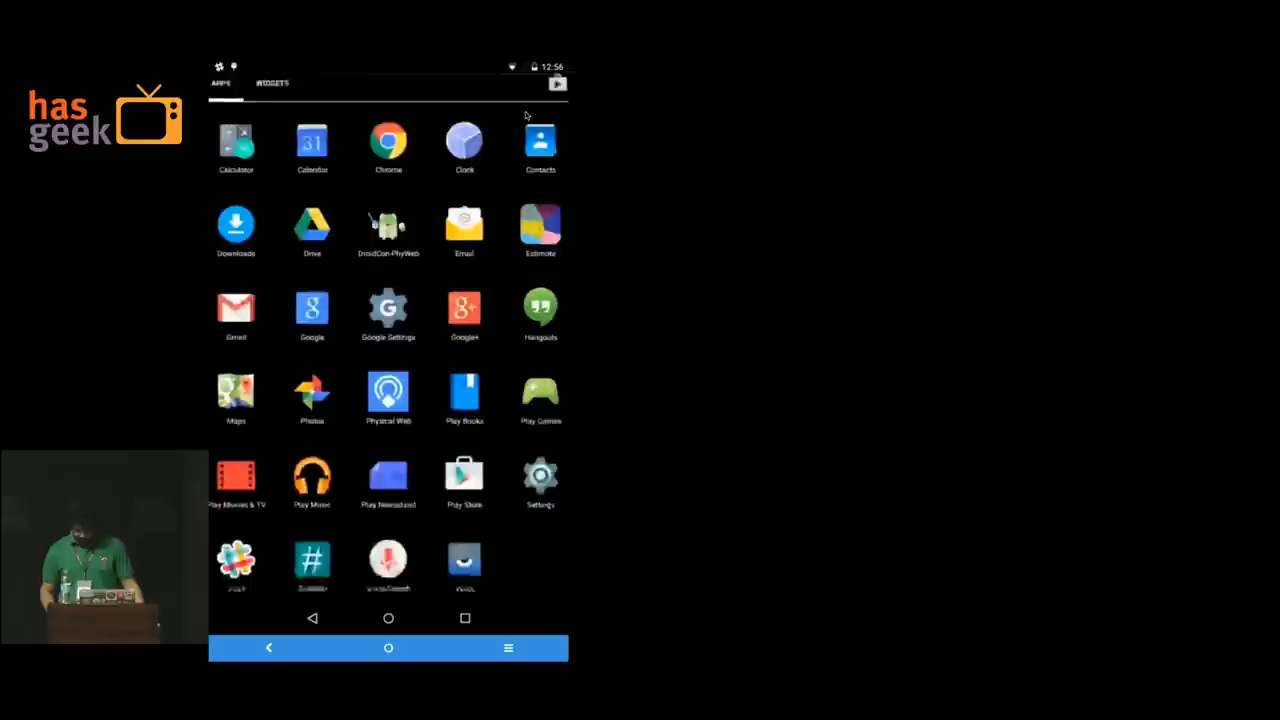 has
geek
12:56
APPS WIDGETS
31
Calculator Calendar Chrome Clock Contacts
Downloads Drive DroidCon-PhyWeb Email Estimote
g G g+
Gmail Google Google Settings Google+ Hangouts
Maps Photos Physical Web Play Books Play Games
Play Movies & TV Play Music Play Newsstand Play Store Settings
#